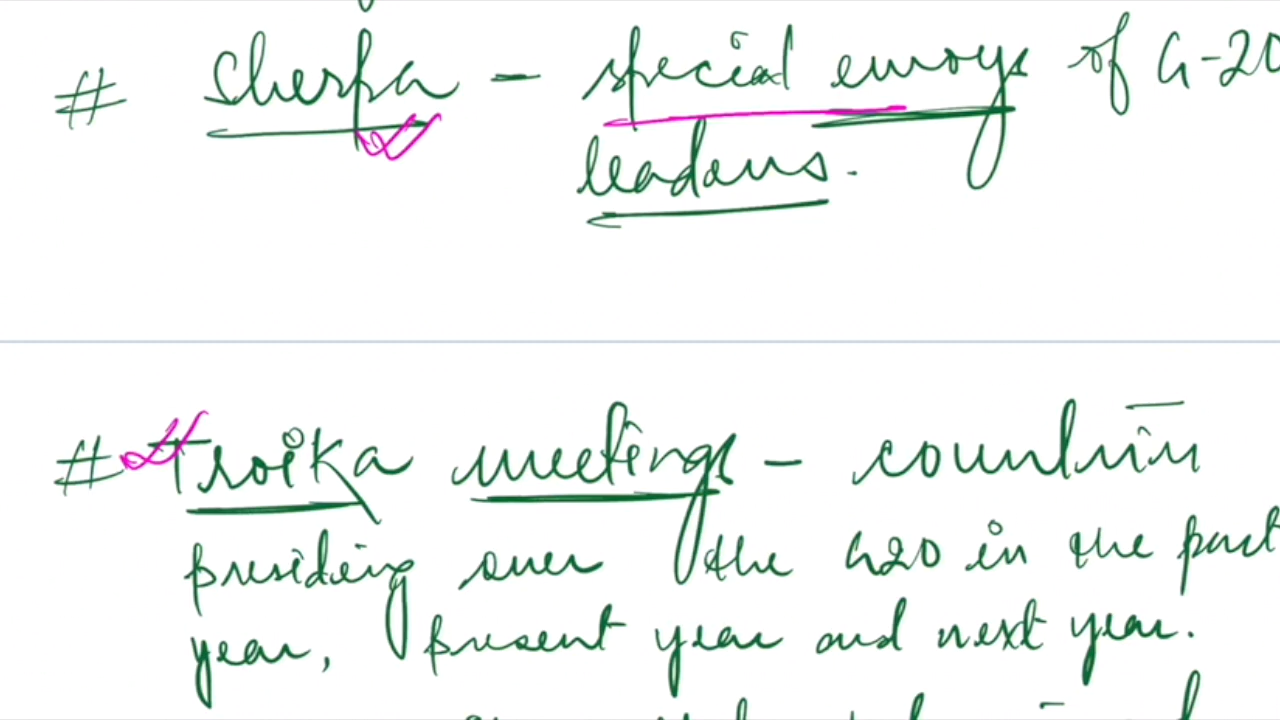 # Sherpa - special envoys of G-20
leaders.
# Troika meetings - countries
presiding over the G20 in the past
year, present year and next year.